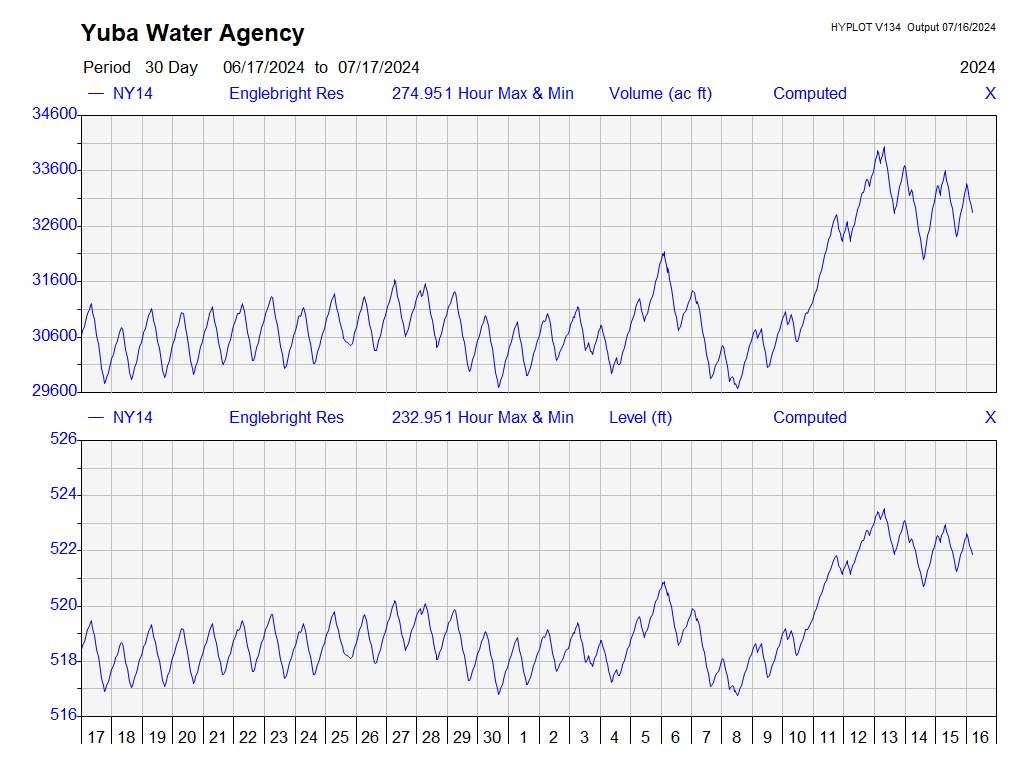 Yuba Water Agency
HYPLOT V134 Output 07/16/2024
Period 30 Day 06/17/2024 to 07/17/2024 2024
— NY14 Englebright Res 274.951 Hour Max & Min Volume (ac ft) Computed X
34600
33600
32600
31600
30600
29600
— NY14 Englebright Res 232.951 Hour Max & Min Level (ft) Computed X
526
524
522
520
518
516
17 18 19 20 21 22 23 24 25 26 27 28 29 30 1 2 3 4 5 6 7 8 9 10 11 12 13 14 15 16